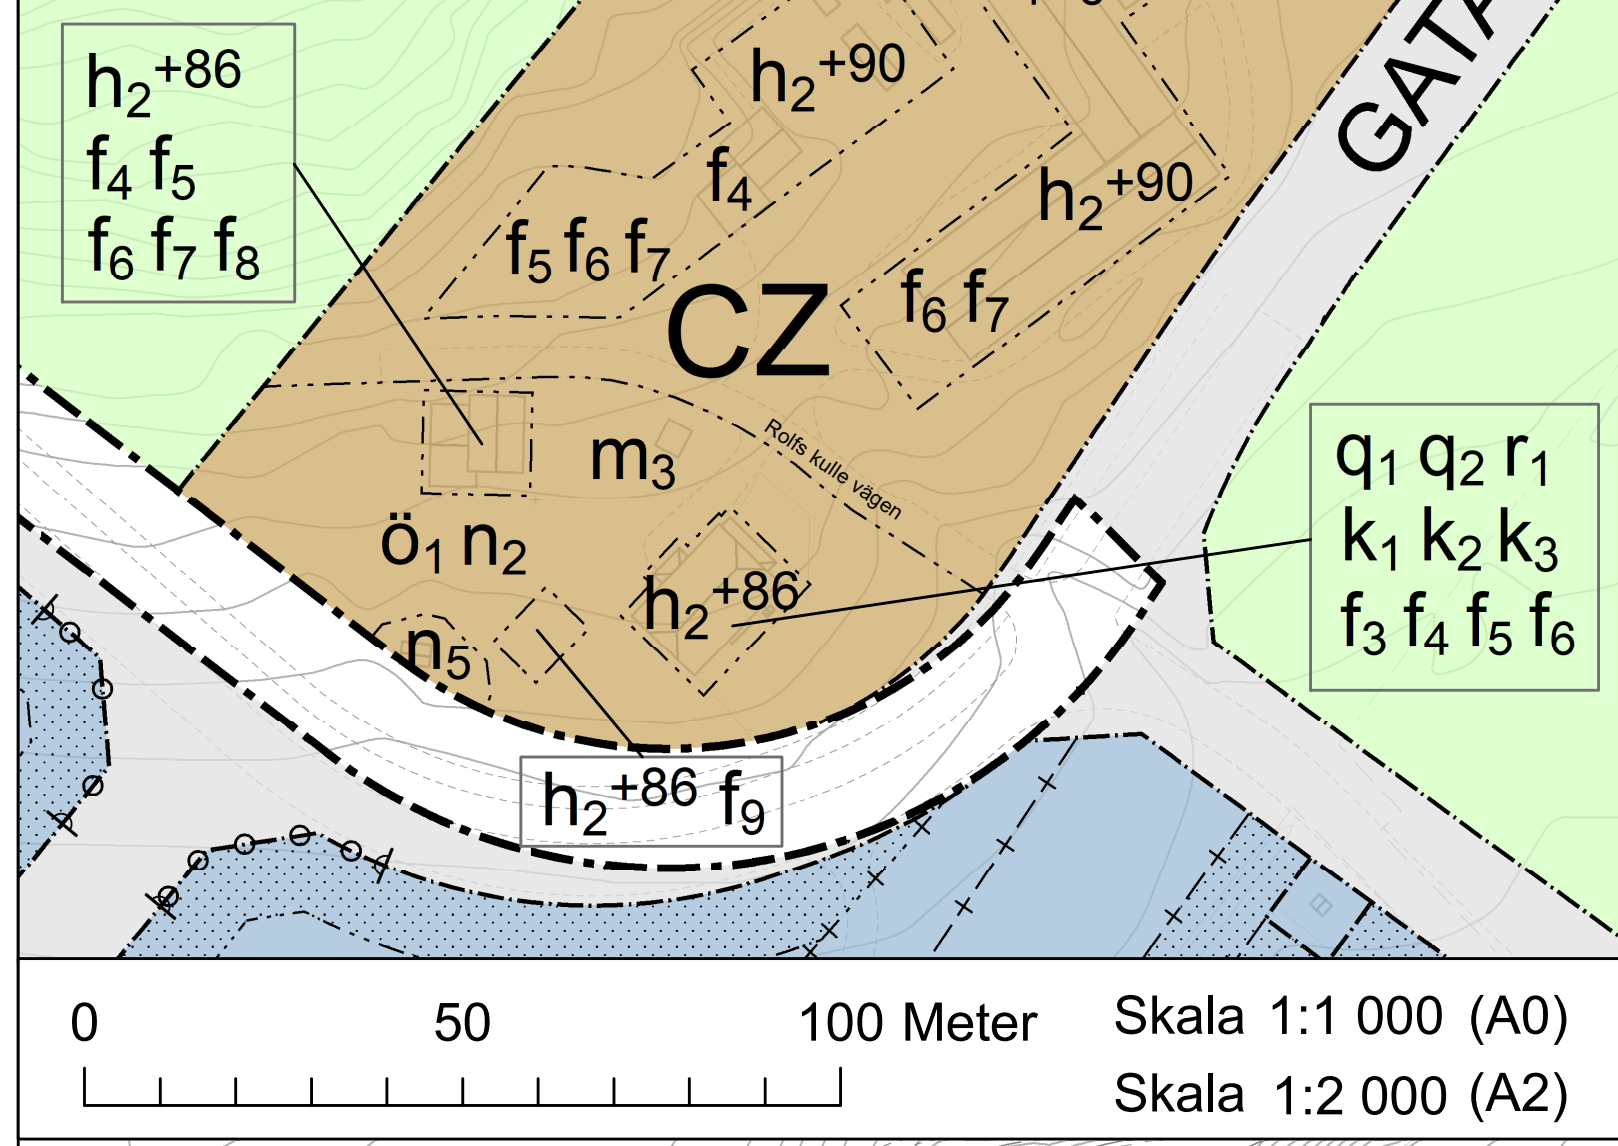 h2+86
f4 f5
f6 f7 f8
h2+90
f4
h2+90
f5 f6 f7
f6 f7
CZ
GATA
m3
Rolfs kulle vägen
ö1 n2
h2+86
n5
q1 q2 r1
k1 k2 k3
f3 f4 f5 f6
h2+86 f9
0 50 100 Meter
Skala 1:1 000 (A0)
Skala 1:2 000 (A2)